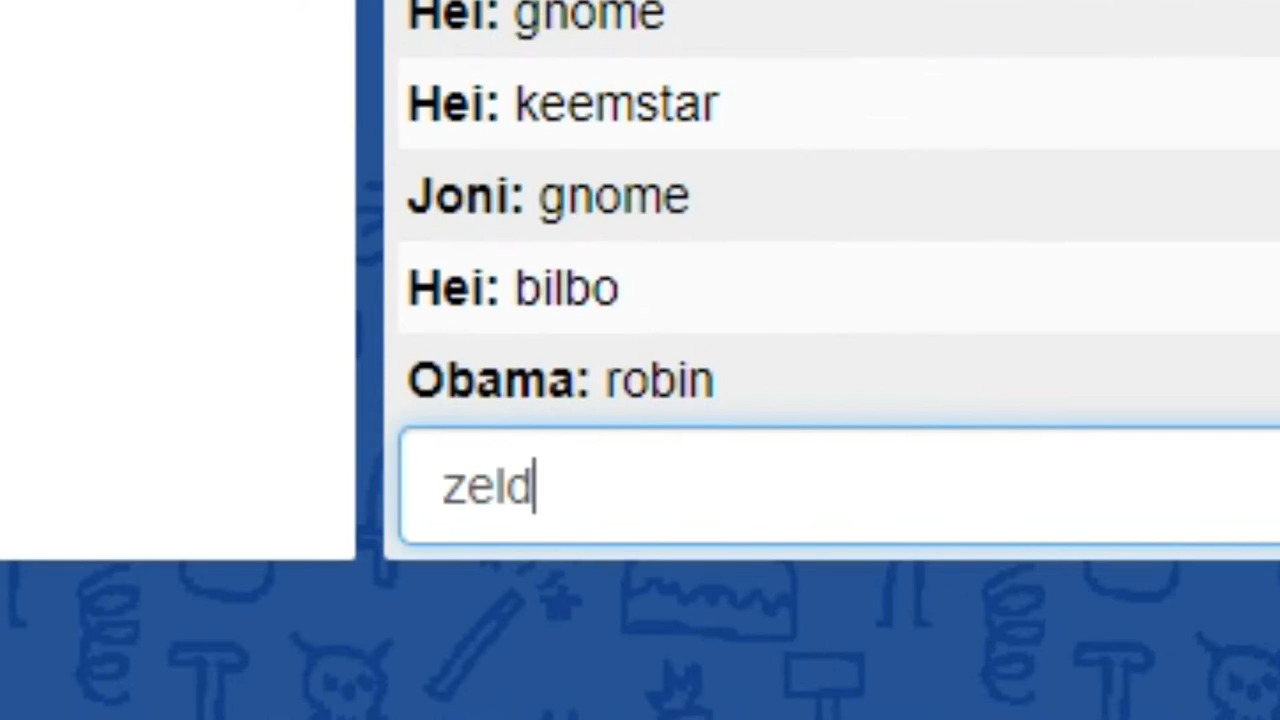 Hei: gnome
Hei: keemstar
Joni: gnome
Hei: bilbo
Obama: robin
zeld